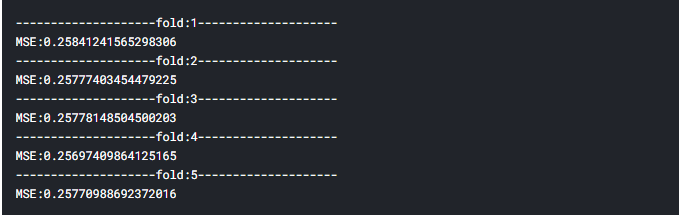 --------------------fold:1--------------------
MSE:0.25841241565298306
--------------------fold:2--------------------
MSE:0.25777403454479225
--------------------fold:3--------------------
MSE:0.25778148504500203
--------------------fold:4--------------------
MSE:0.25697409864125165
--------------------fold:5--------------------
MSE:0.25770988692372016